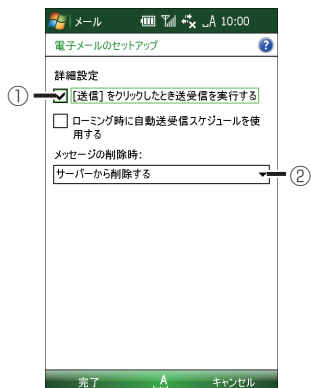 メール 10:00
電子メールのセットアップ ?
詳細設定
① [送信] をクリックしたとき送受信を実行する
ローミング時に自動送受信スケジュールを使
用する
メッセージの削除時:
サーバーから削除する ②
完了 A キャンセル